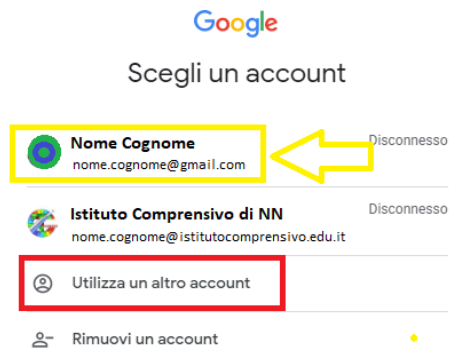 Google
Scegli un account
Nome Cognome
Disconnesso
nome.cognome@gmail.com
Istituto Comprensivo di NN
Disconnesso
nome.cognome@istitutocomprensivo.edu.it
Utilizza un altro account
Rimuovi un account